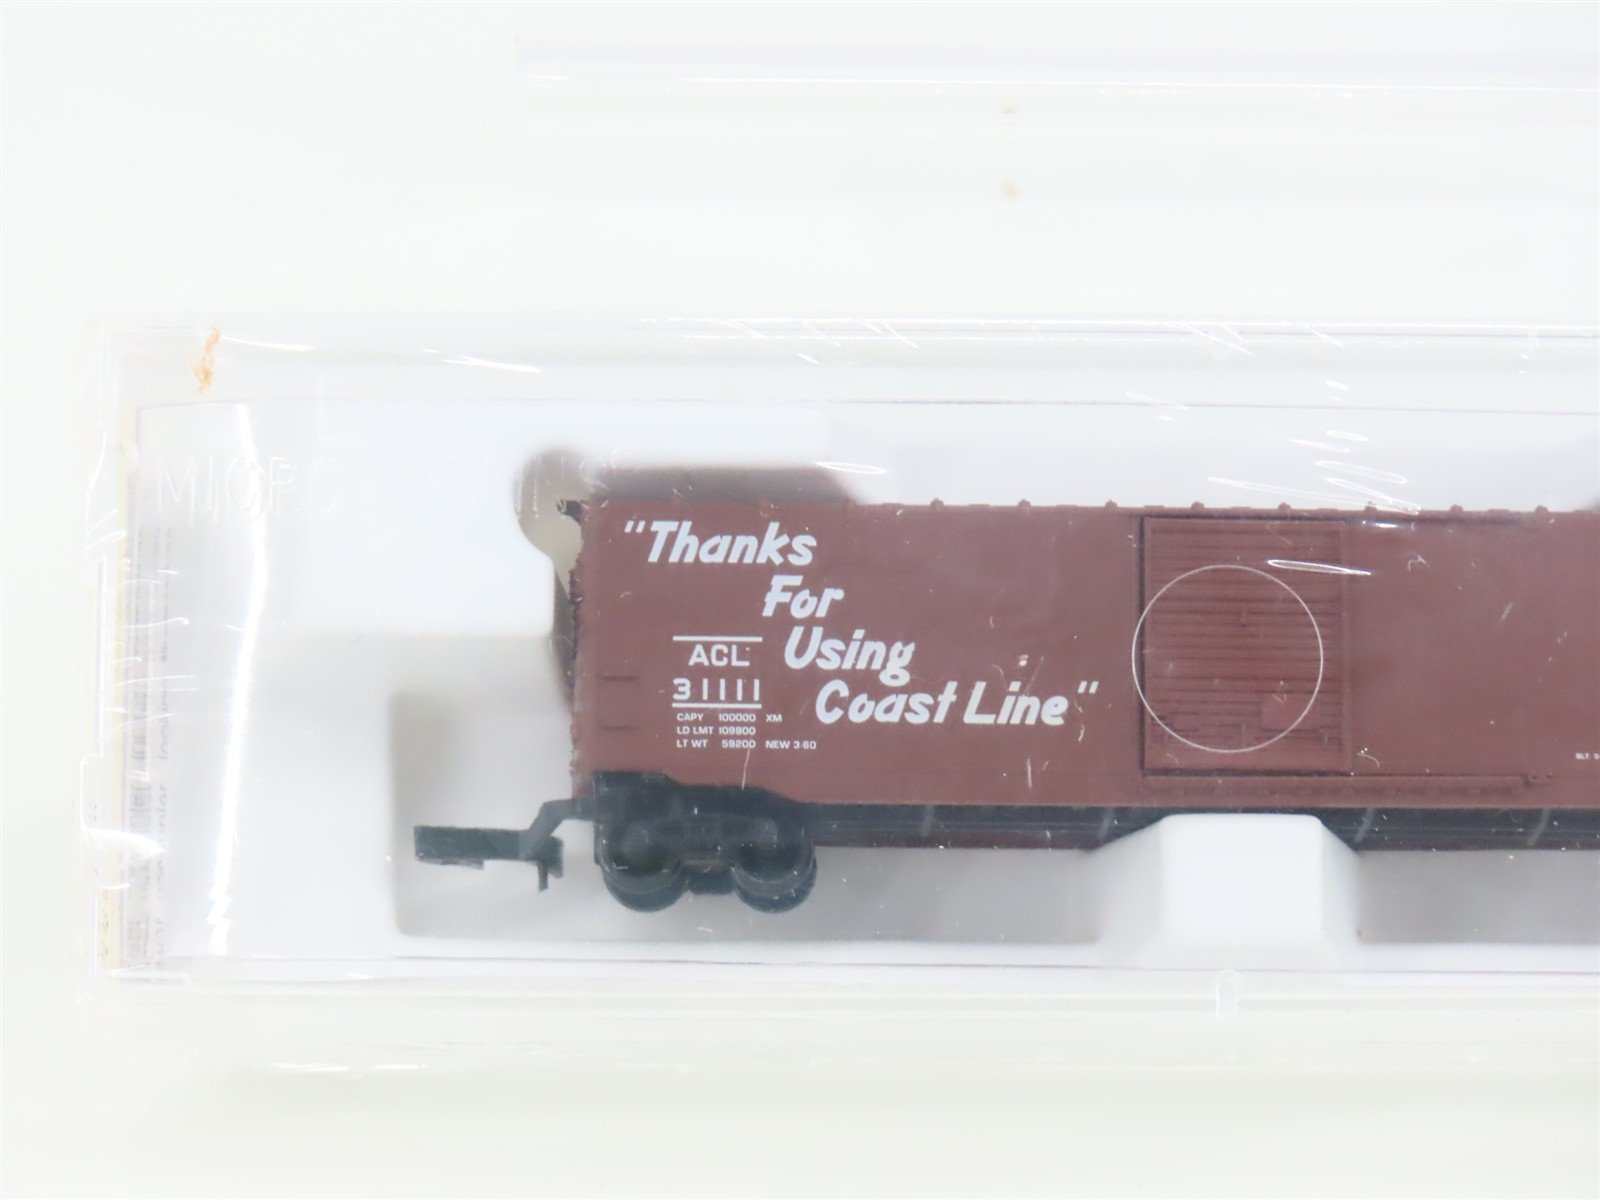 "Thanks
For
Using
Coast Line"
ACL
31111
CAPY 100000 XM
LD LMT 109800
LT WT 59200 NEW 3-60
MICRO